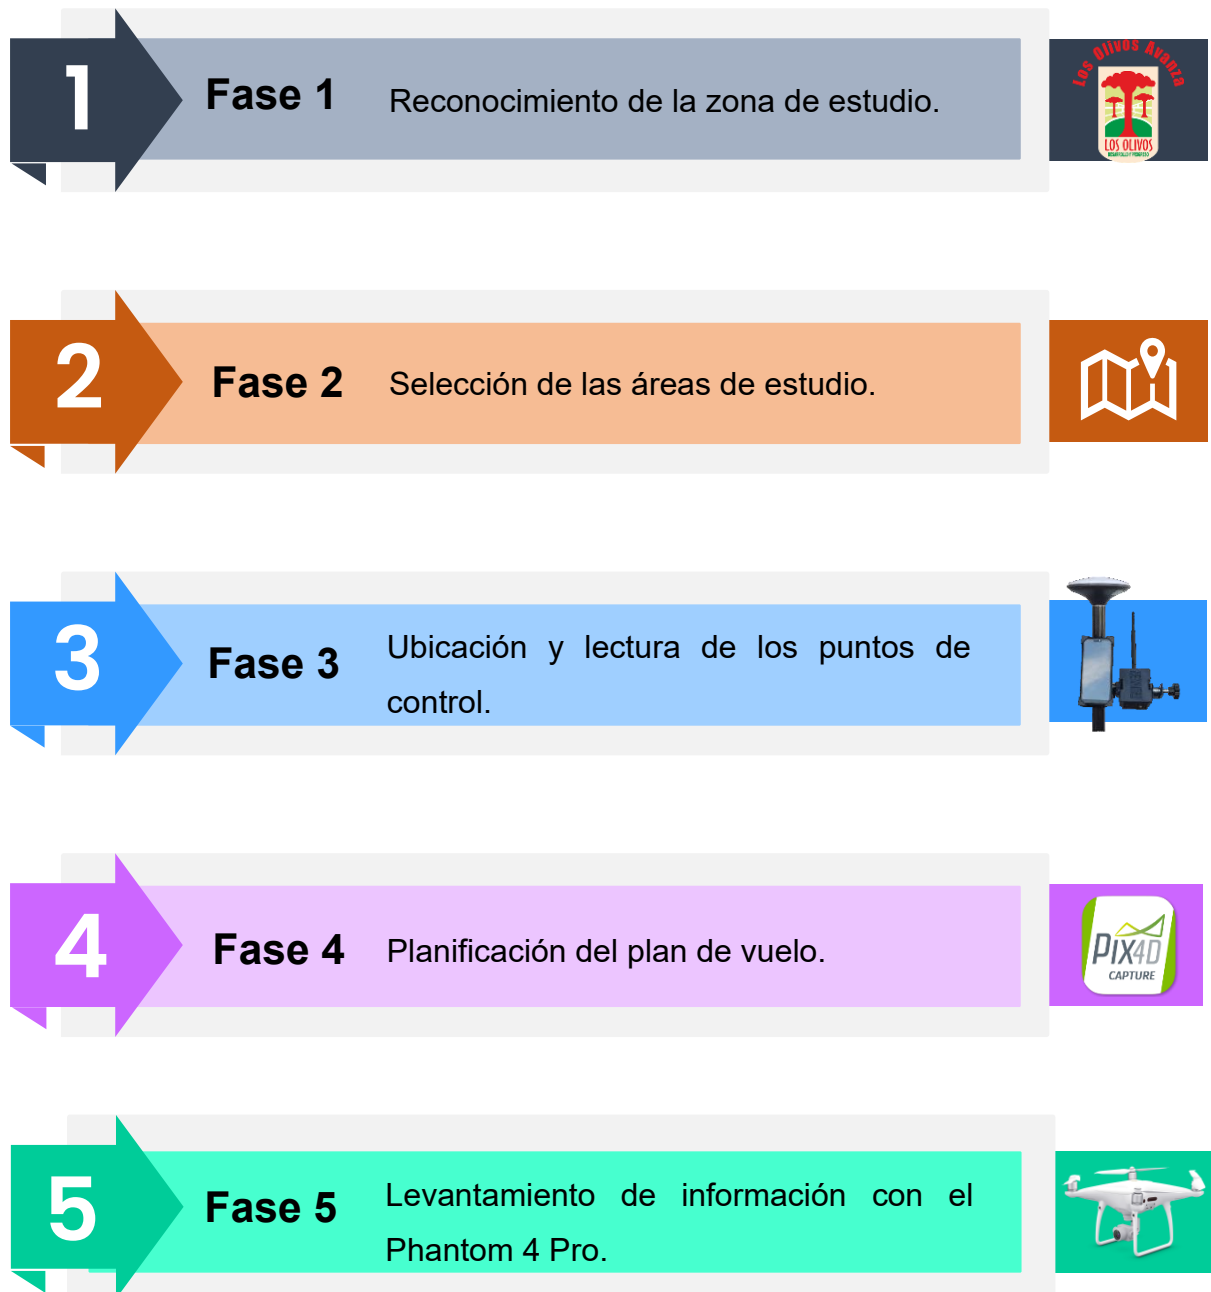 1
Fase 1
Reconocimiento de la zona de estudio.
Los Olivos Avanza
LOS OLIVOS
DESARROLLO Y PROGRESO
2
Fase 2
Selección de las áreas de estudio.
3
Fase 3
Ubicación y lectura de los puntos de
control.
4
Fase 4
Planificación del plan de vuelo.
PIX4D
CAPTURE
5
Fase 5
Levantamiento de información con el
Phantom 4 Pro.